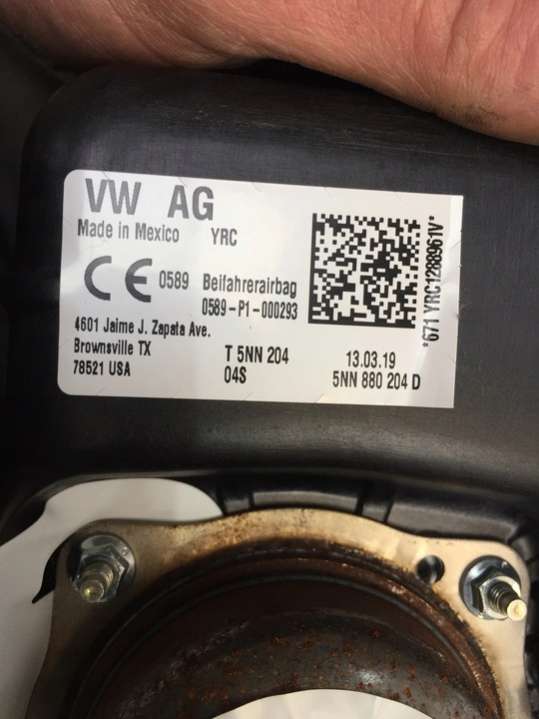 VW AG
Made in Mexico YRC
CE 0589 Beifahrerairbag
0589-P1-000293
4601 Jaime J. Zapata Ave.
Brownsville TX
78521 USA
T 5NN 204
04S
13.03.19
5NN 880 204 D
*671 YRC1288961V*